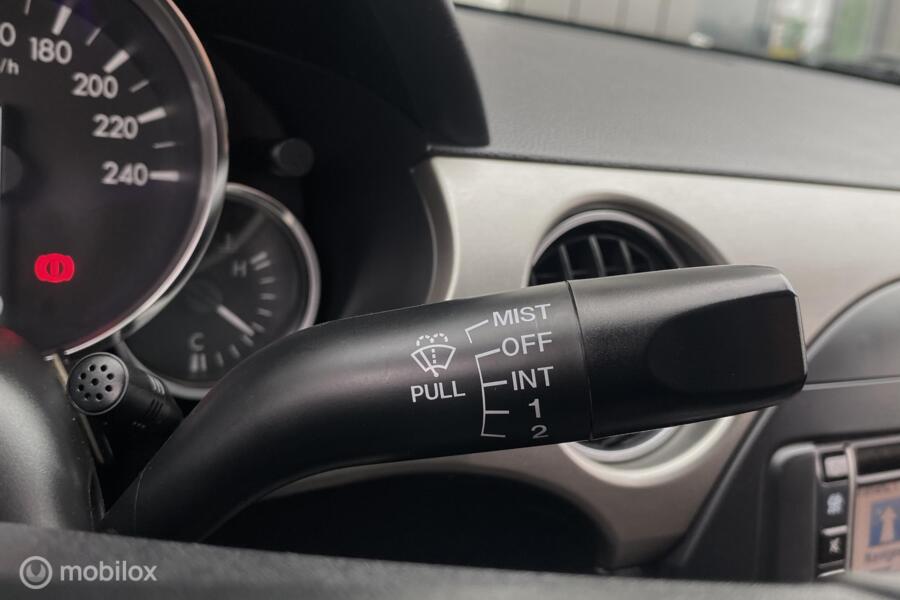 180
/h
200
220
240
H
C
MIST
OFF
INT
1
2
PULL
mobilox